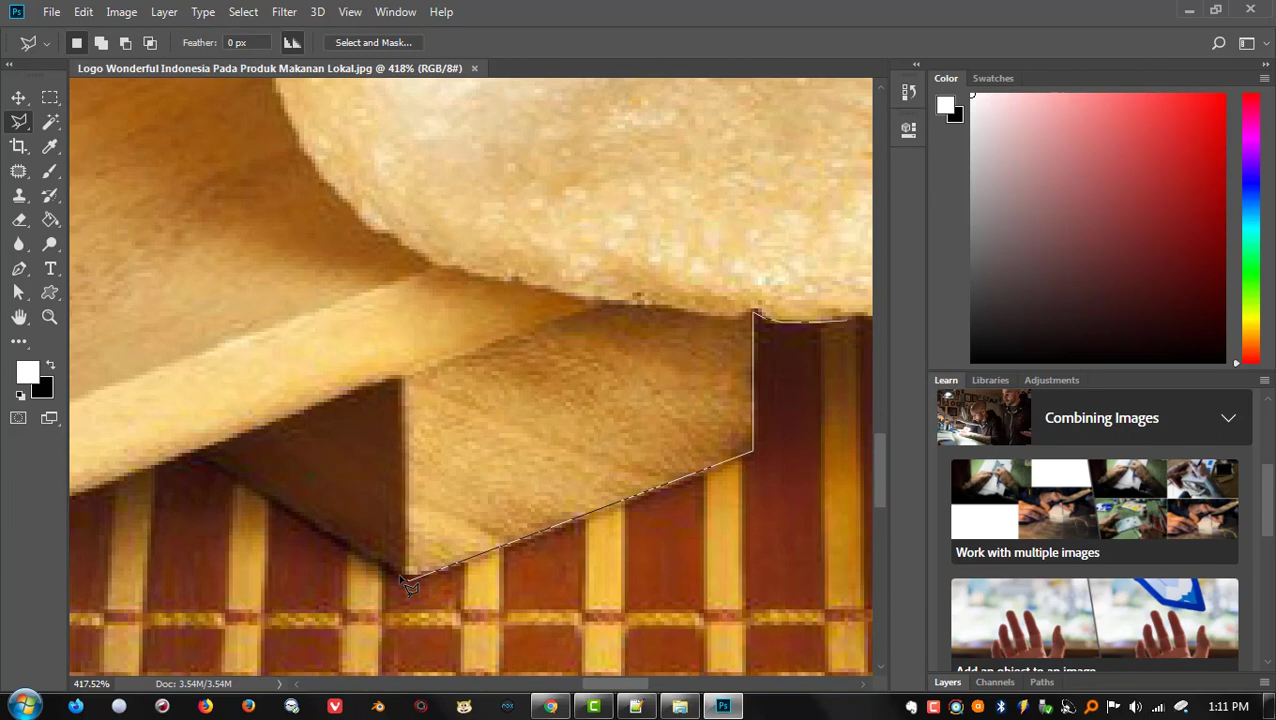 Ps File Edit Image Layer Type Select Filter 3D View Window Help
Feather: 0 px Select and Mask...
Logo Wonderful Indonesia Pada Produk Makanan Lokal.jpg @ 418% (RGB/8#) ×
Color Swatches
Learn Libraries Adjustments
Combining Images
Work with multiple images
Add an object to an image
Layers Channels Paths
417.52% Doc: 3.54M/3.54M
Ps 1:11 PM